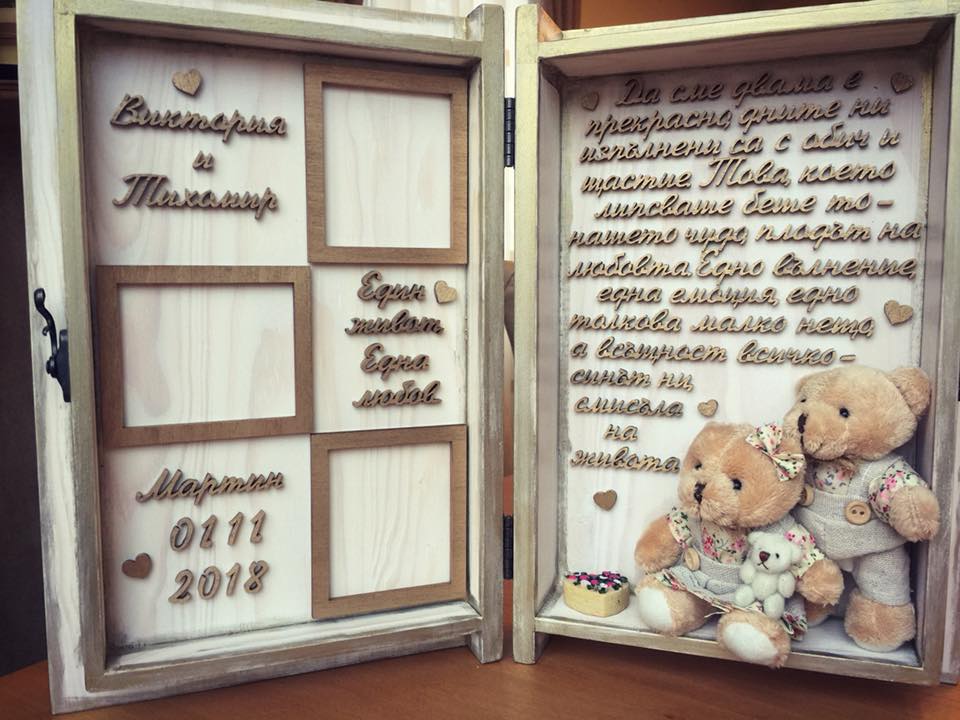 Виктория
и
Тихомир
Един
живот
Една
любов
Мартин
01 11
2018
Да сме двама е
прекрасно, дните ни
изпълнени са с обич и
щастие. Това, което
липсваше беше то-
нашето чудо, плодът на
любовта. Едно вълнение,
една емоция, едно
толкова малко нещо,
а всъщност всичко-
синът ни,
смисъла
на
живота